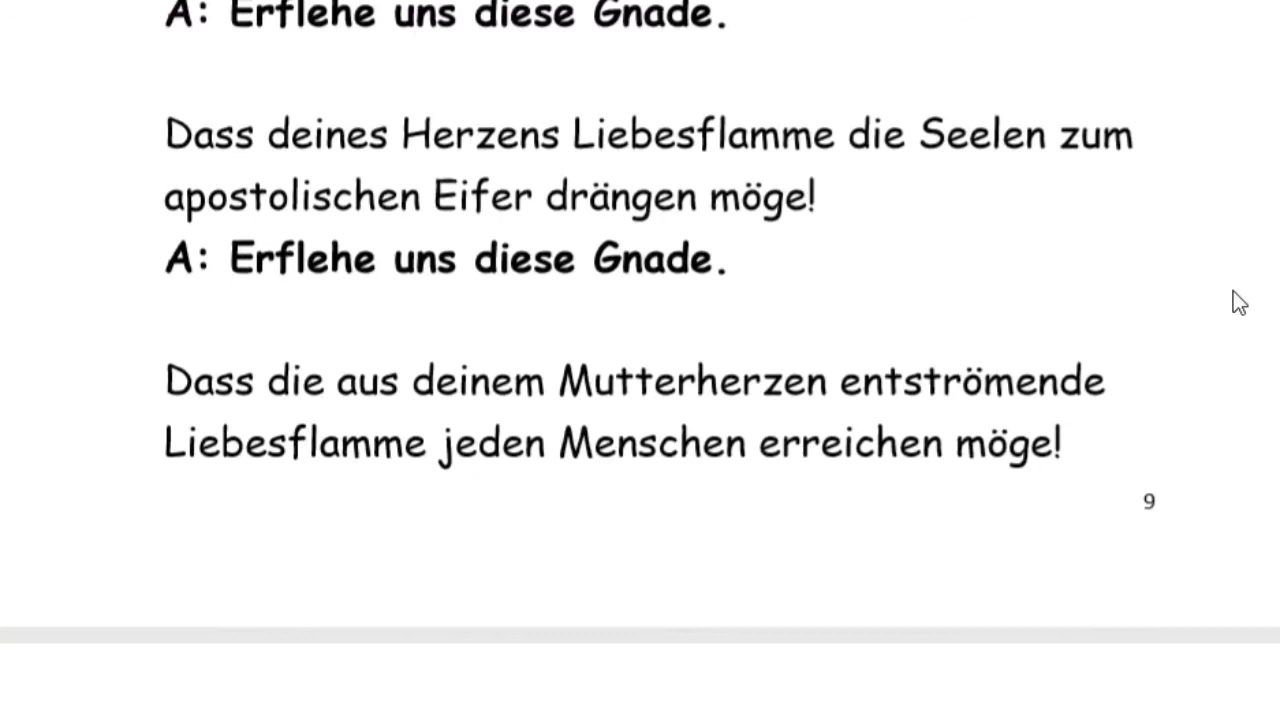 A: Erflehe uns diese Gnade.
Dass deines Herzens Liebesflamme die Seelen zum
apostolischen Eifer drängen möge!
A: Erflehe uns diese Gnade.
Dass die aus deinem Mutterherzen entströmende
Liebesflamme jeden Menschen erreichen möge!
9